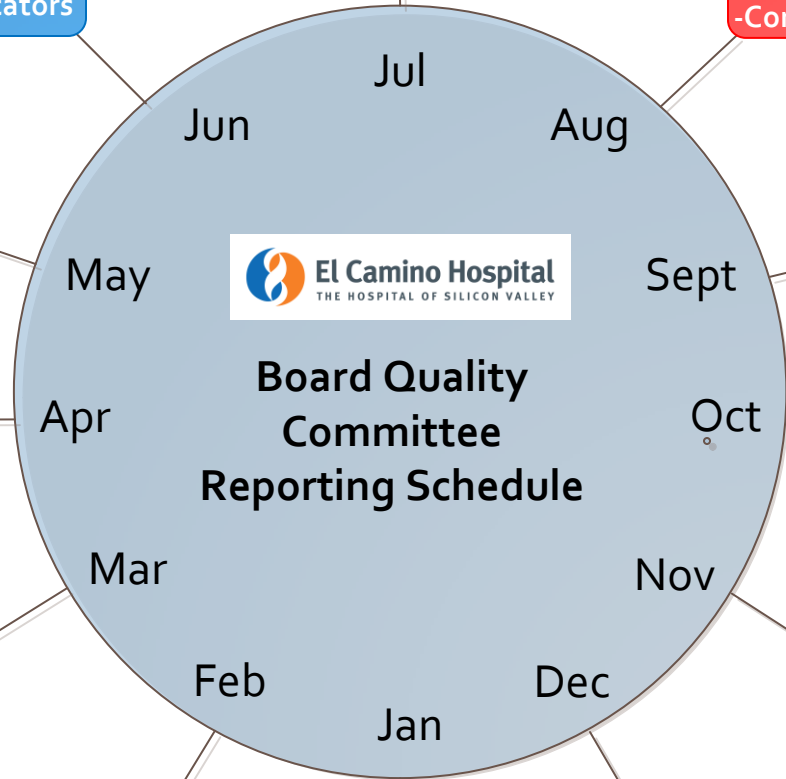 -Co
Jul
Jun
Aug
May
El Camino Hospital
THE HOSPITAL OF SILICON VALLEY
Sept
Board Quality
Committee
Reporting Schedule
Apr
Oct
Mar
Nov
Feb
Dec
Jan